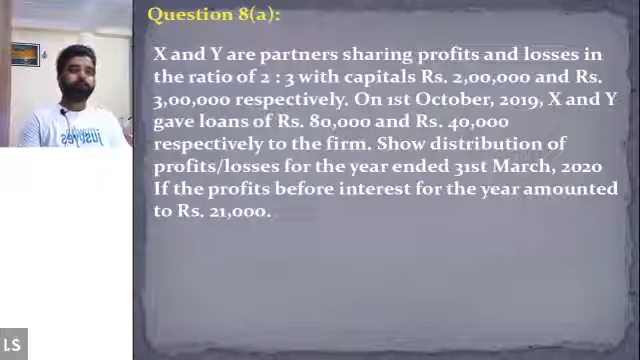 Question 8(a):
X and Y are partners sharing profits and losses in
the ratio of 2 : 3 with capitals Rs. 2,00,000 and Rs.
3,00,000 respectively. On 1st October, 2019, X and Y
gave loans of Rs. 80,000 and Rs. 40,000
respectively to the firm. Show distribution of
profits/losses for the year ended 31st March, 2020
If the profits before interest for the year amounted
to Rs. 21,000.
I.S